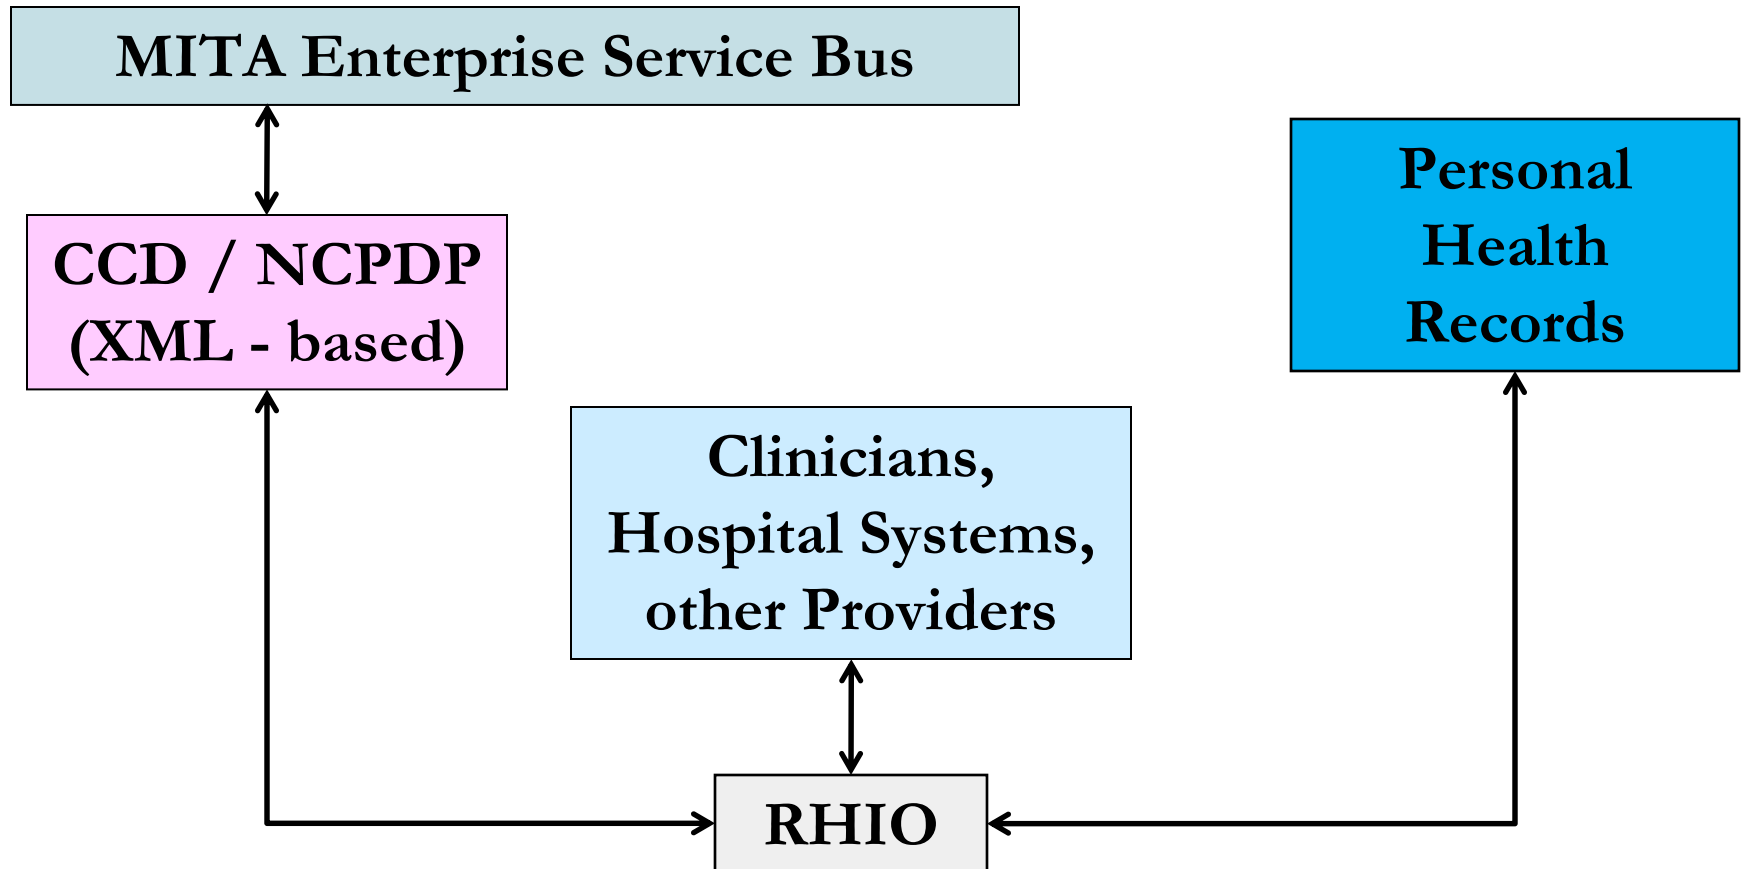 MITA Enterprise Service Bus
CCD / NCPDP
(XML - based)
Personal
Health
Records
Clinicians,
Hospital Systems,
other Providers
RHIO